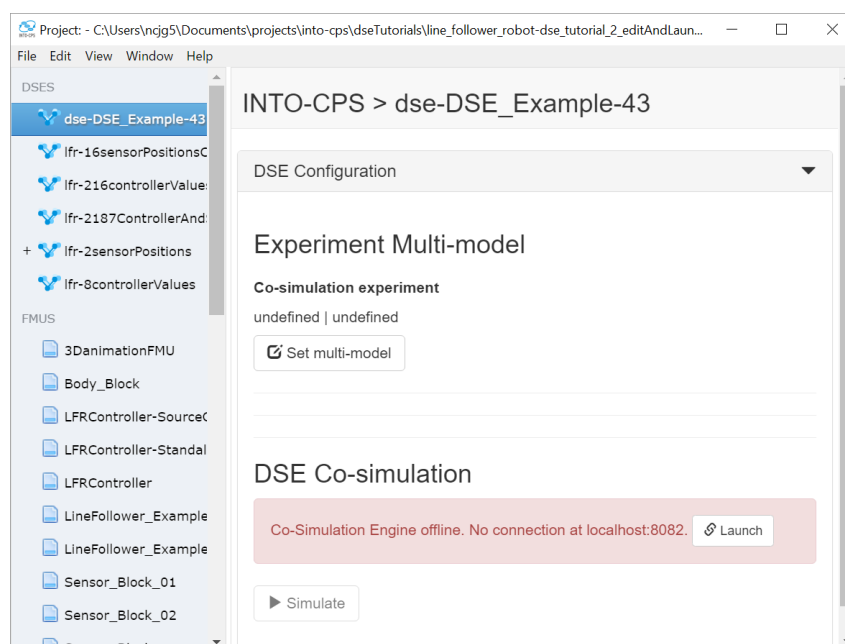 Project: - C:\Users\ncjg5\Documents\projects\into-cps\dseTutorials\line_follower_robot-dse_tutorial_2_editAndLaun...
File Edit View Window Help
DSES
dse-DSE_Example-43
lfr-16sensorPositionsC
lfr-216controllerValue
lfr-2187ControllerAnd
+ lfr-2sensorPositions
lfr-8controllerValues
FMUS
3DanimationFMU
Body_Block
LFRController-SourceC
LFRController-Standal
LFRController
LineFollower_Example
LineFollower_Example
Sensor_Block_01
Sensor_Block_02
INTO-CPS > dse-DSE_Example-43
DSE Configuration
Experiment Multi-model
Co-simulation experiment
undefined | undefined
Set multi-model
DSE Co-simulation
Co-Simulation Engine offline. No connection at localhost:8082. Launch
Simulate